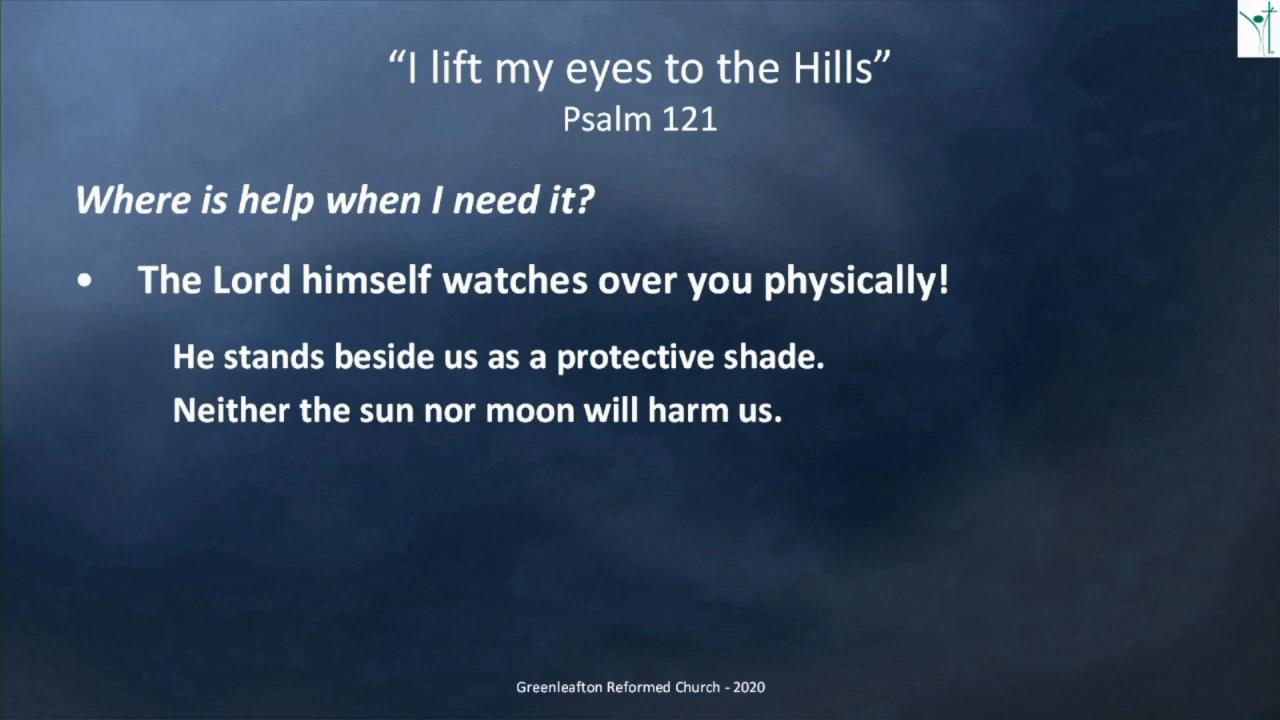 “I lift my eyes to the Hills”
Psalm 121
Where is help when I need it?
• The Lord himself watches over you physically!
He stands beside us as a protective shade.
Neither the sun nor moon will harm us.
Greenleafton Reformed Church - 2020